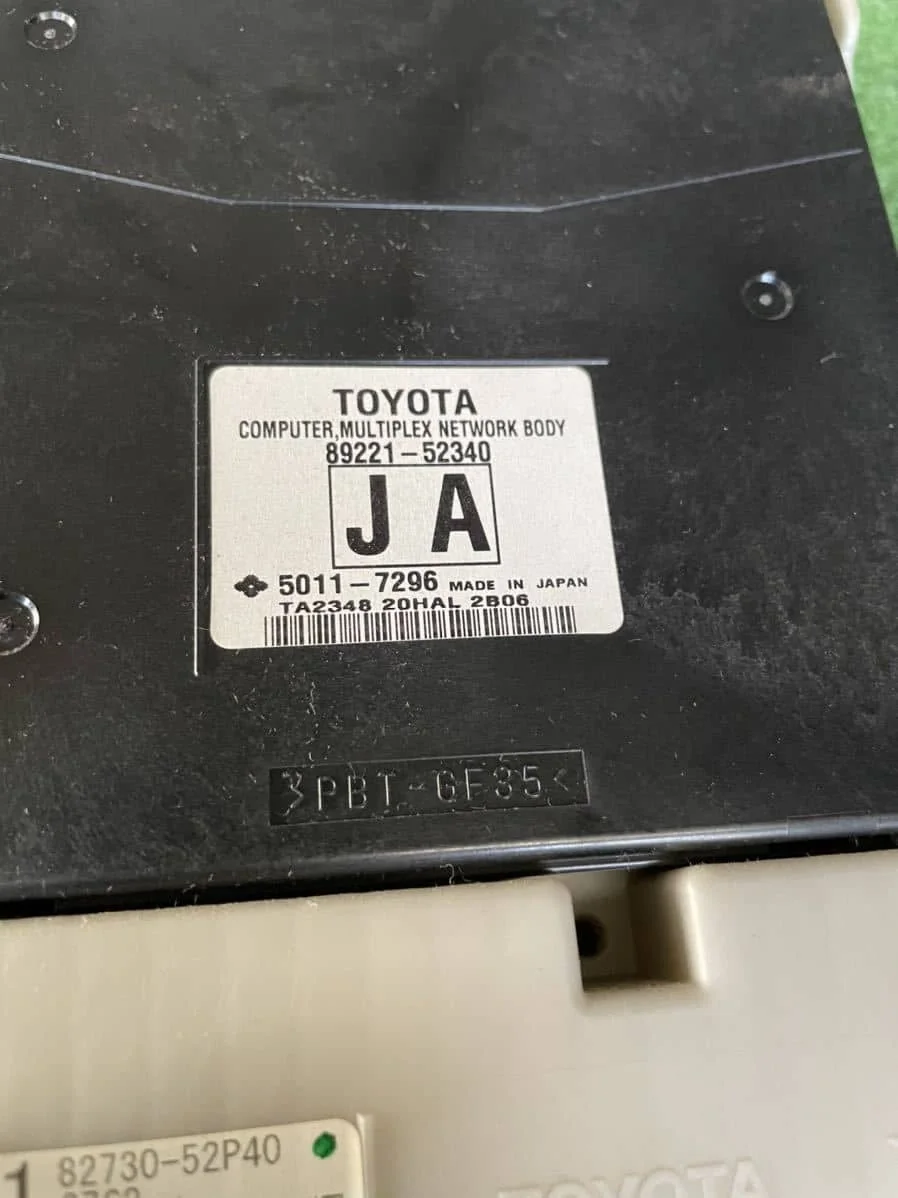 TOYOTA
COMPUTER,MULTIPLEX NETWORK BODY
89221-52340
JA
5011-7296 MADE IN JAPAN
TA2348 20HAL 2B06
>PBT-GF35<
1 82730-52P40
TOYOTA